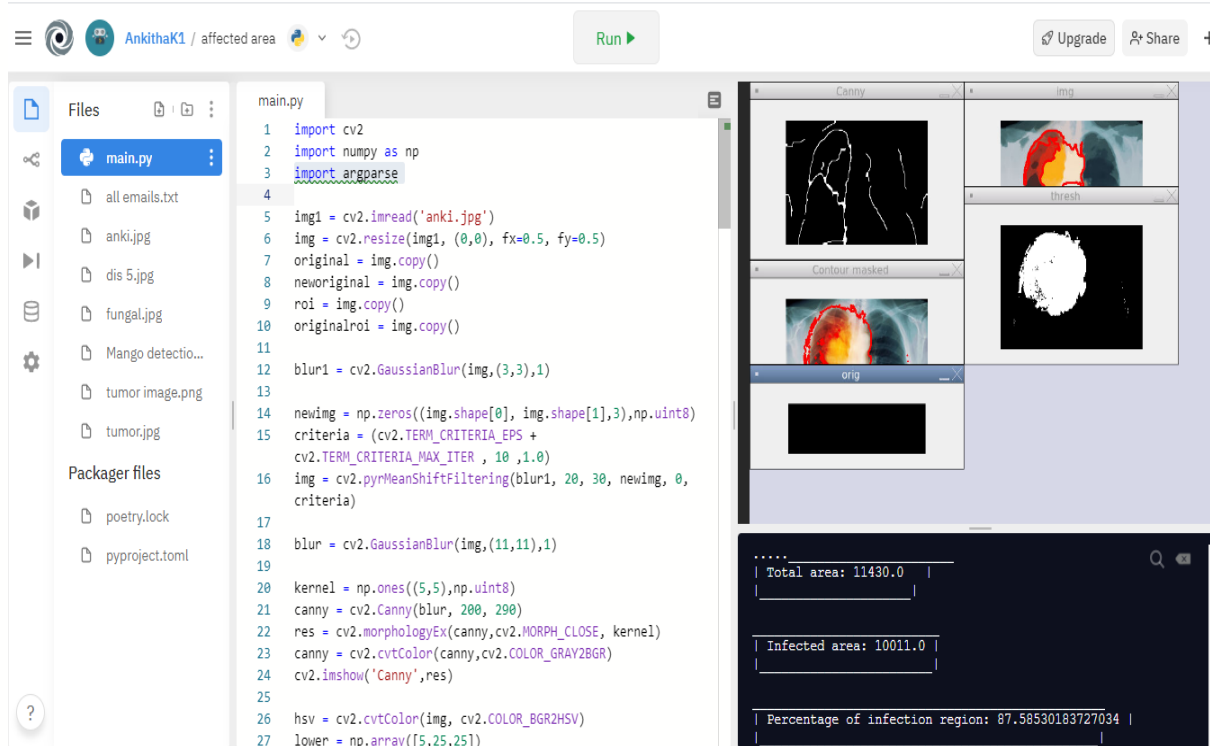 AnkithaK1 / affected area
Run
Upgrade
Share
Files
main.py
all emails.txt
anki.jpg
dis 5.jpg
fungal.jpg
Mango detectio...
tumor image.png
tumor.jpg
Packager files
poetry.lock
pyproject.toml
?
main.py
1 import cv2
2 import numpy as np
3 import argparse
4
5 img1 = cv2.imread('anki.jpg')
6 img = cv2.resize(img1, (0,0), fx=0.5, fy=0.5)
7 original = img.copy()
8 neworiginal = img.copy()
9 roi = img.copy()
10 originalroi = img.copy()
11
12 blur1 = cv2.GaussianBlur(img,(3,3),1)
13
14 newimg = np.zeros((img.shape[0], img.shape[1],3),np.uint8)
15 criteria = (cv2.TERM_CRITERIA_EPS +
cv2.TERM_CRITERIA_MAX_ITER , 10 ,1.0)
16 img = cv2.pyrMeanShiftFiltering(blur1, 20, 30, newimg, 0,
criteria)
17
18 blur = cv2.GaussianBlur(img,(11,11),1)
19
20 kernel = np.ones((5,5),np.uint8)
21 canny = cv2.Canny(blur, 200, 290)
22 res = cv2.morphologyEx(canny,cv2.MORPH_CLOSE, kernel)
23 canny = cv2.cvtColor(canny,cv2.COLOR_GRAY2BGR)
24 cv2.imshow('Canny',res)
25
26 hsv = cv2.cvtColor(img, cv2.COLOR_BGR2HSV)
27 lower = np.array([5,25,25])
Canny
img
thresh
Contour masked
orig
.....____________________
| Total area: 11430.0 |
|____________________|
_______________________
| Infected area: 10011.0 |
|_______________________|
______________________________________________
| Percentage of infection region: 87.58530183727034 |
|______________________________________________|